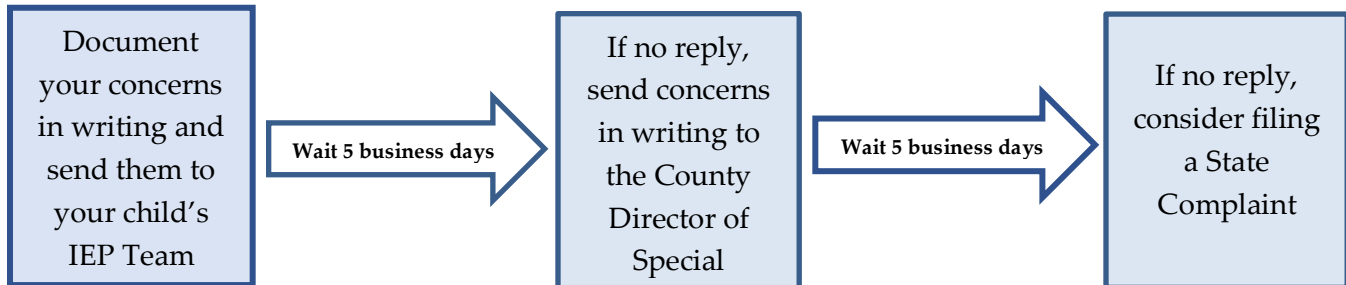 Document
your concerns
in writing and
send them to
your child's
IEP Team
Wait 5 business days
If no reply,
send concerns
in writing to
the County
Director of
Special
Wait 5 business days
If no reply,
consider filing
a State
Complaint